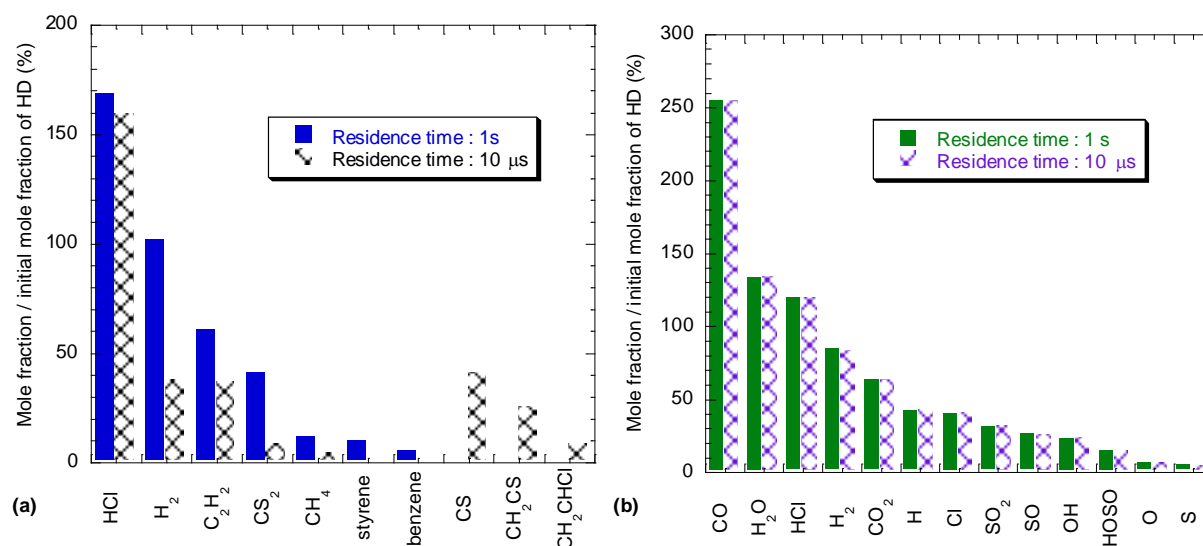 Mole fraction / initial mole fraction of HD (%)
200
150
100
50
0
Residence time : 1s
Residence time : 10 μs
HCl
H2
C2H2
CS2
CH4
styrene
benzene
CS
CH2CS
CH2CHCl
(a)
Mole fraction / initial mole fraction of HD (%)
300
250
200
150
100
50
0
Residence time : 1 s
Residence time : 10 μs
CO
H2O
HCl
H2
CO2
H
Cl
SO2
SO
OH
HOSO
O
S
(b)